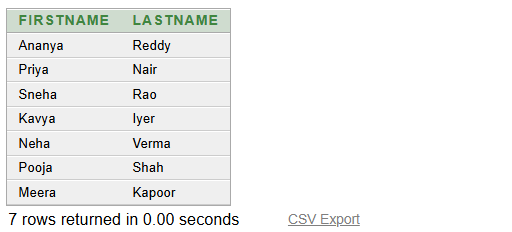 FIRSTNAME LASTNAME
Ananya Reddy
Priya Nair
Sneha Rao
Kavya Iyer
Neha Verma
Pooja Shah
Meera Kapoor
7 rows returned in 0.00 seconds CSV Export